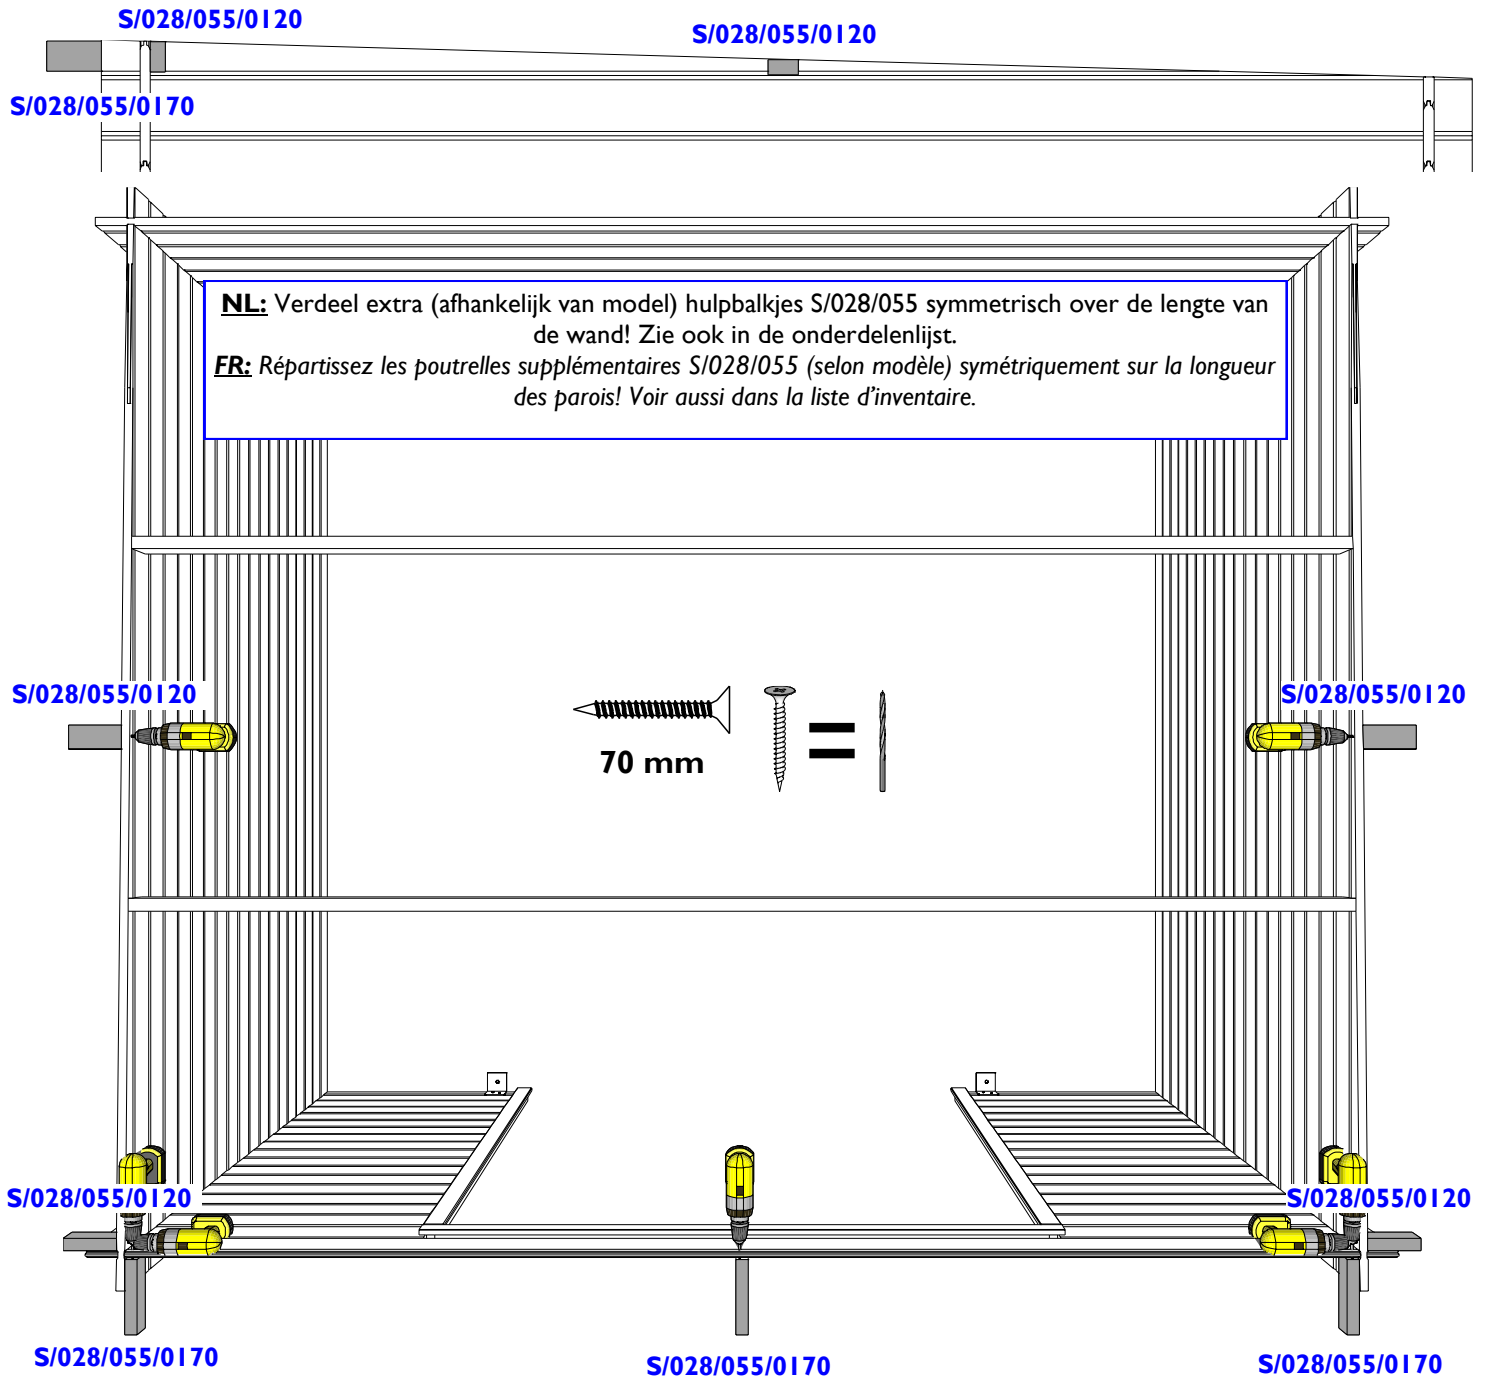 S/028/055/0120
S/028/055/0120
S/028/055/0170
NL: Verdeel extra (afhankelijk van model) hulpbalkjes S/028/055 symmetrisch over de lengte van
de wand! Zie ook in de onderdelenlijst.
FR: Répartissez les poutrelles supplémentaires S/028/055 (selon modèle) symétriquement sur la longueur
des parois! Voir aussi dans la liste d'inventaire.
S/028/055/0120
S/028/055/0120
70 mm
S/028/055/0120
S/028/055/0120
S/028/055/0170
S/028/055/0170
S/028/055/0170